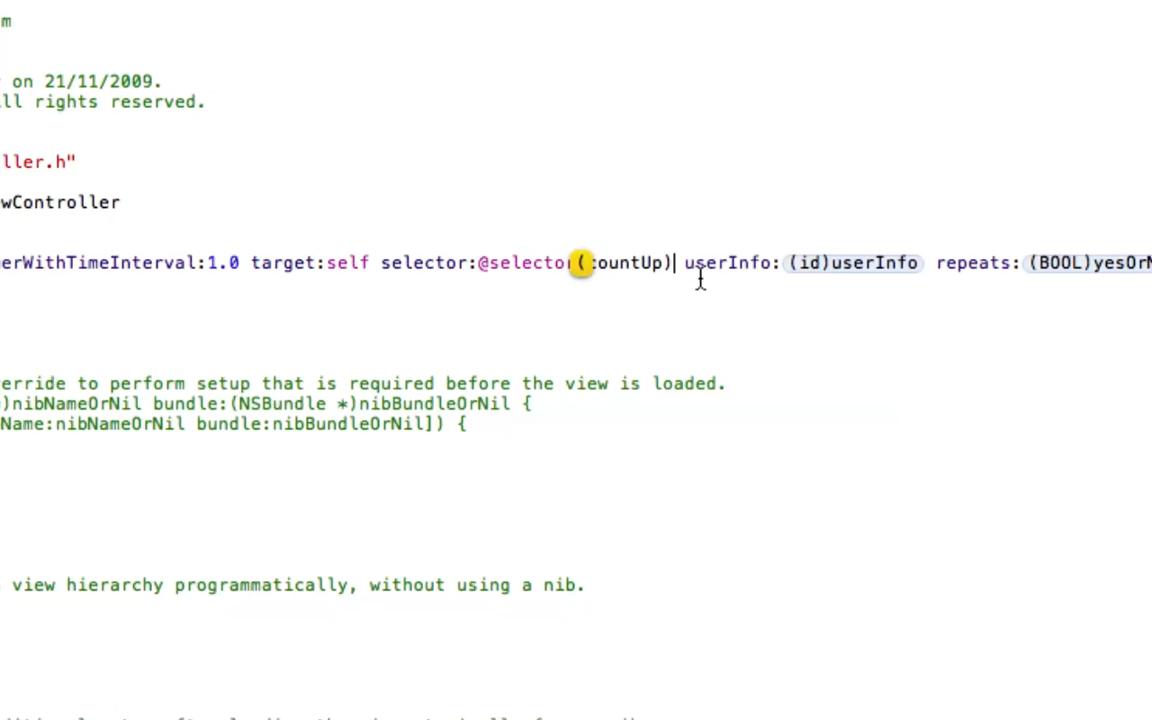 m
on 21/11/2009.
All rights reserved.
ller.h"
wController
erWithTimeInterval:1.0 target:self selector:@selector(countUp) userInfo:(id)userInfo repeats:(BOOL)yesOrN
erride to perform setup that is required before the view is loaded.
)nibNameOrNil bundle:(NSBundle *)nibBundleOrNil {
Name:nibNameOrNil bundle:nibBundleOrNil]) {
view hierarchy programmatically, without using a nib.